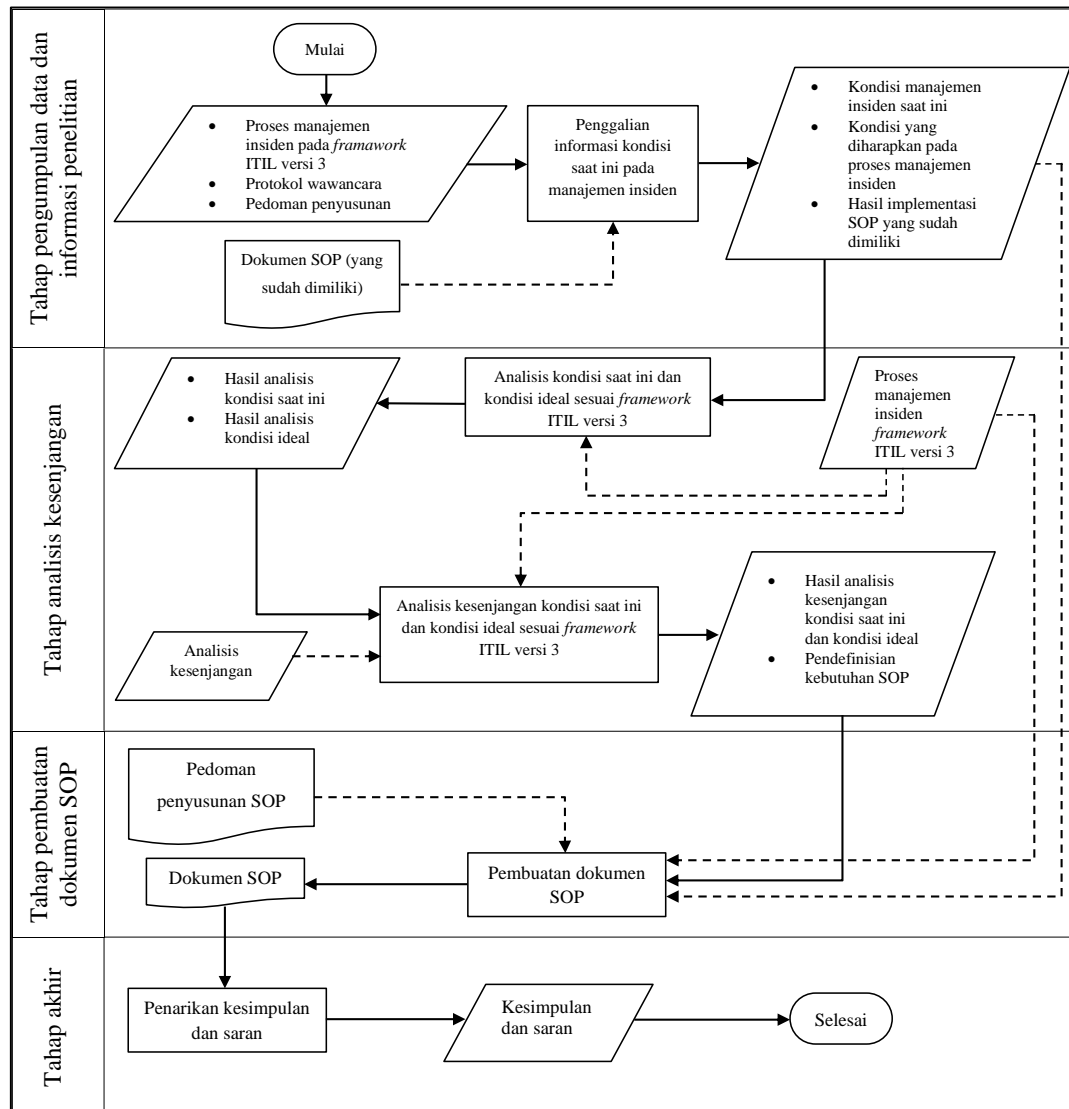 Tahap pengumpulan data dan
informasi penelitian
Mulai
• Proses manajemen
insiden pada framawork
ITIL versi 3
• Protokol wawancara
• Pedoman penyusunan
Penggalian
informasi kondisi
saat ini pada
manajemen insiden
• Kondisi manajemen
insiden saat ini
• Kondisi yang
diharapkan pada
proses manajemen
insiden
• Hasil implementasi
SOP yang sudah
dimiliki
Dokumen SOP (yang
sudah dimiliki)
Tahap analisis kesenjangan
• Hasil analisis
kondisi saat ini
• Hasil analisis
kondisi ideal
Analisis kondisi saat ini dan
kondisi ideal sesuai framework
ITIL versi 3
Proses
manajemen
insiden
framework
ITIL versi 3
Analisis kesenjangan kondisi saat ini
dan kondisi ideal sesuai framework
ITIL versi 3
Analisis
kesenjangan
• Hasil analisis
kesenjangan
kondisi saat ini
dan kondisi ideal
• Pendefinisian
kebutuhan SOP
Tahap pembuatan
dokumen SOP
Pedoman
penyusunan SOP
Dokumen SOP
Pembuatan dokumen
SOP
Tahap akhir
Penarikan kesimpulan
dan saran
Kesimpulan
dan saran
Selesai